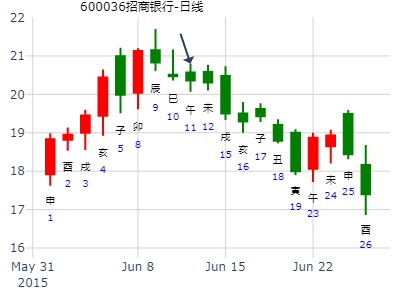 600036招商银行-日线
22
21
20
19
18
17
16
申
1
酉
2
戌
3
亥
4
子
5
卯
8
辰
9
巳
10
午
11
未
12
戌
15
亥
16
子
17
丑
18
寅
19
午
23
未
24
申
25
酉
26
May 31
2015
Jun 8
Jun 15
Jun 22